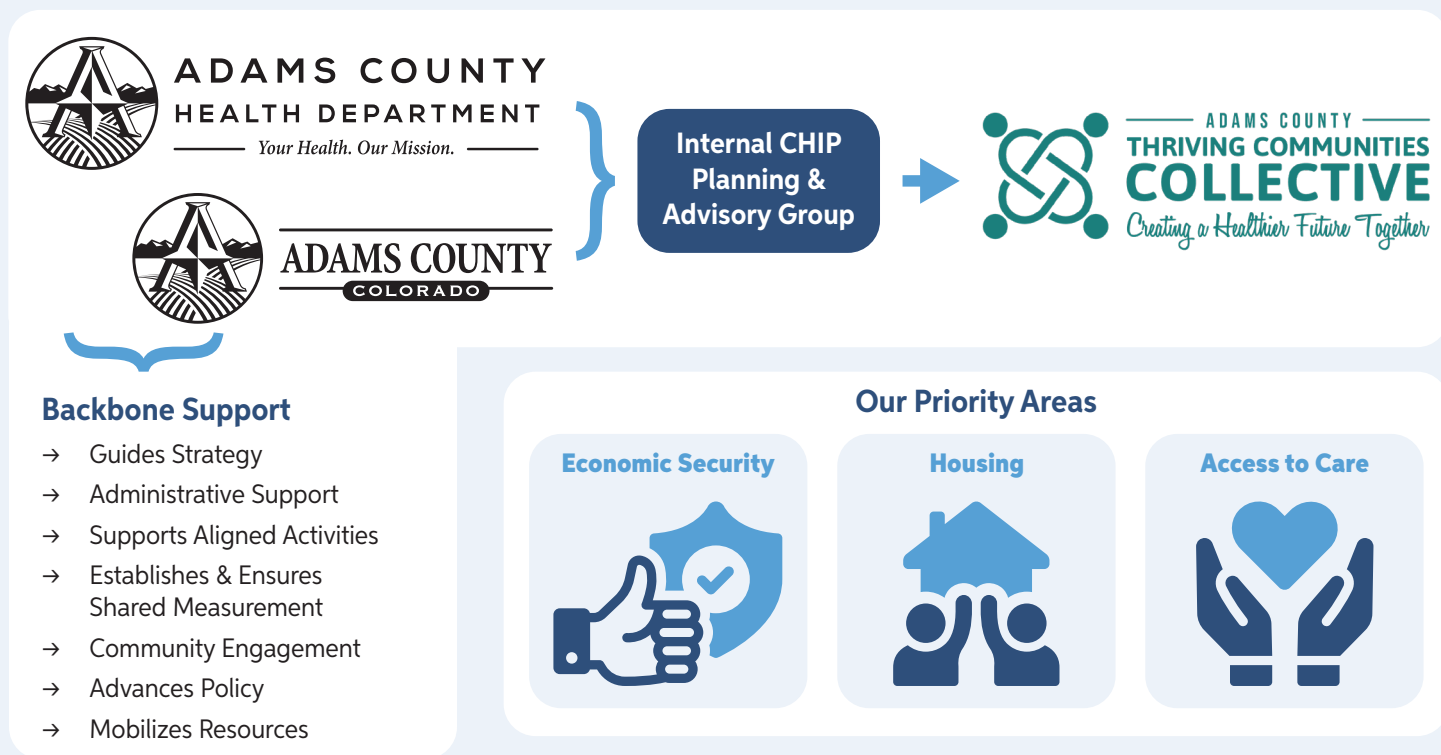 ADAMS COUNTY
HEALTH DEPARTMENT
Your Health. Our Mission.
ADAMS COUNTY
COLORADO
Internal CHIP
Planning &
Advisory Group
ADAMS COUNTY
THRIVING COMMUNITIES
COLLECTIVE
Creating a Healthier Future Together
Backbone Support
→ Guides Strategy
→ Administrative Support
→ Supports Aligned Activities
→ Establishes & Ensures
Shared Measurement
→ Community Engagement
→ Advances Policy
→ Mobilizes Resources
Our Priority Areas
Economic Security
Housing
Access to Care